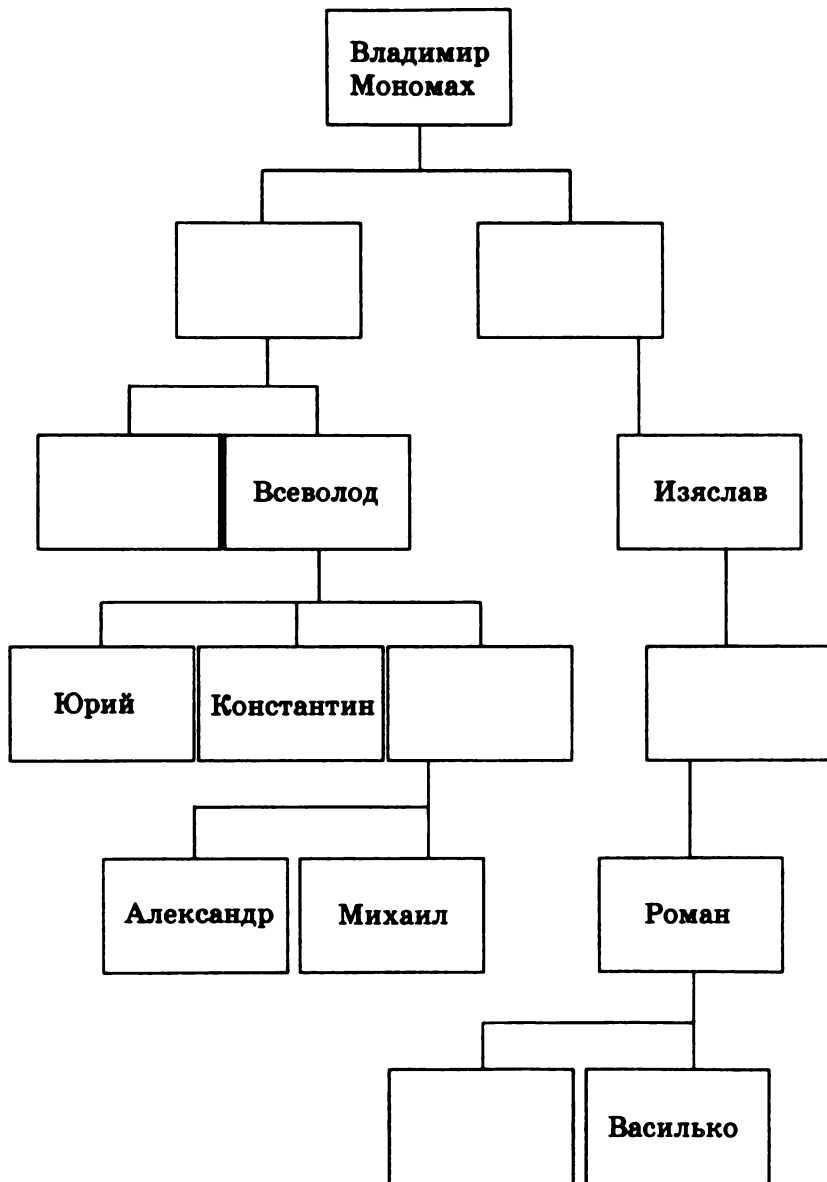 Владимир
Мономах
Всеволод
Изяслав
Юрий
Константин
Александр
Михаил
Роман
Василько